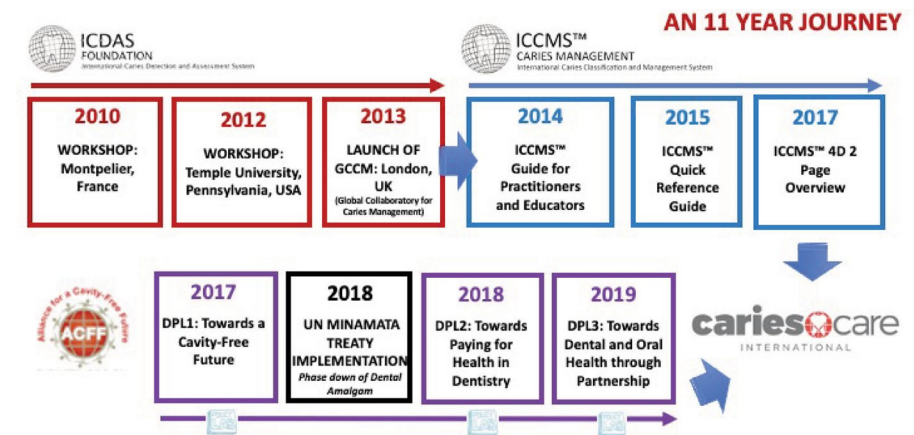 AN 11 YEAR JOURNEY
ICDAS
FOUNDATION
International Caries Detection and Assessment System
ICCMS™
CARIES MANAGEMENT
International Caries Classification and Management System
2010
WORKSHOP:
Montpelier,
France
2012
WORKSHOP:
Temple University,
Pennsylvania, USA
2013
LAUNCH OF
GCCM: London,
UK
(Global Collaboratory for
Caries Management)
2014
ICCMS™
Guide for
Practitioners
and Educators
2015
ICCMS™
Quick
Reference
Guide
2017
ICCMS™ 4D 2
Page
Overview
Alliance for a Cavity-Free Future
ACFF
2017
DPL1: Towards a
Cavity-Free
Future
2018
UN MINAMATA
TREATY
IMPLEMENTATION
Phase down of Dental
Amalgam
2018
DPL2: Towards
Paying for
Health in
Dentistry
2019
DPL3: Towards
Dental and Oral
Health through
Partnership
caries care
INTERNATIONAL